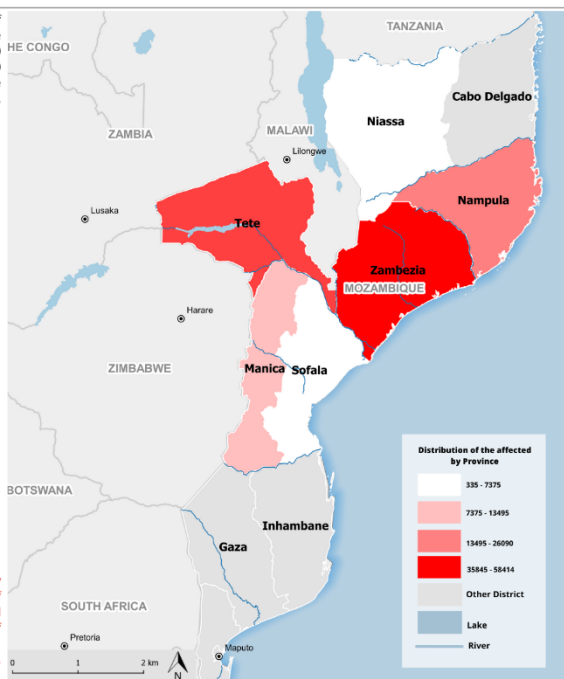 TANZANIA
HE CONGO
Cabo Delgado
Niassa
ZAMBIA
MALAWI
Lilongwe
Nampula
Lusaka
Tete
Zambezia
MOZAMBIQUE
Harare
ZIMBABWE
Manica
Sofala
Distribution of the affected
by Province
335 - 7375
7375 - 13495
13495 - 26090
35845 - 58414
Other District
Lake
River
BOTSWANA
Inhambane
Gaza
SOUTH AFRICA
Pretoria
Maputo
0 1 2 km
N